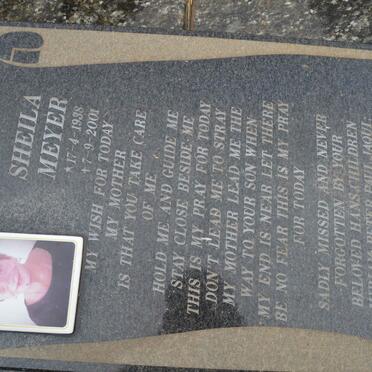 SHEILA
MEYER
* 17-4-1938
+ 7-9-2001
MY WISH FOR TODAY
MY MOTHER
IS THAT YOU TAKE CARE
OF ME
HOLD ME AND GUIDE ME
STAY CLOSE BESIDE ME
THIS IS MY PRAY FOR TODAY
DON'T LEAD ME TO STRAY
MY MOTHER LEAD ME THE
WAY TO YOUR SON WHEN
MY END IS NEAR LET THERE
BE NO FEAR THIS IS MY PRAY
FOR TODAY
SADLY MISSED AND NEVER
FORGOTTEN BY YOUR
BELOVED HANS, CHILDREN